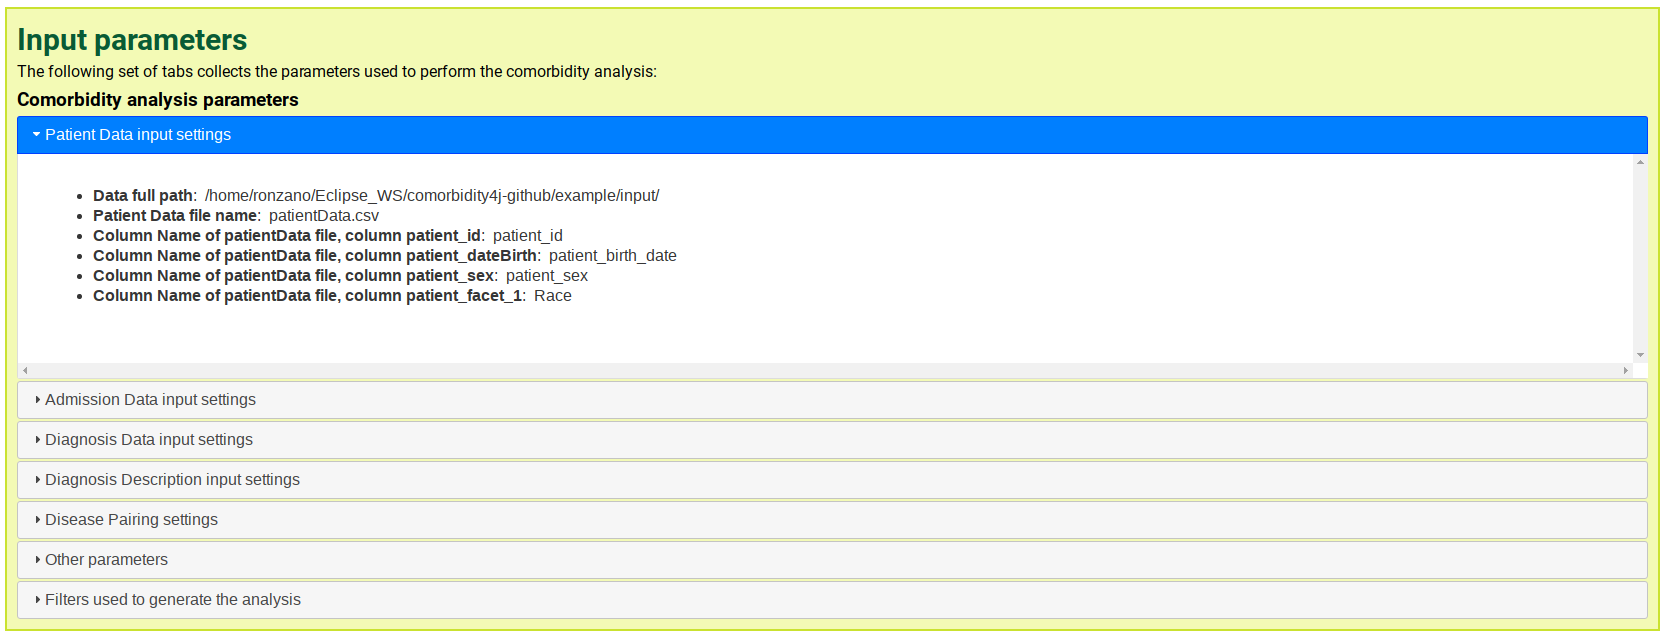 Input parameters
The following set of tabs collects the parameters used to perform the comorbidity analysis:
Comorbidity analysis parameters
Patient Data input settings
Data full path: /home/ronzano/Eclipse_WS/comorbidity4j-github/example/input/
Patient Data file name: patientData.csv
Column Name of patientData file, column patient_id: patient_id
Column Name of patientData file, column patient_dateBirth: patient_birth_date
Column Name of patientData file, column patient_sex: patient_sex
Column Name of patientData file, column patient_facet_1: Race
Admission Data input settings
Diagnosis Data input settings
Diagnosis Description input settings
Disease Pairing settings
Other parameters
Filters used to generate the analysis